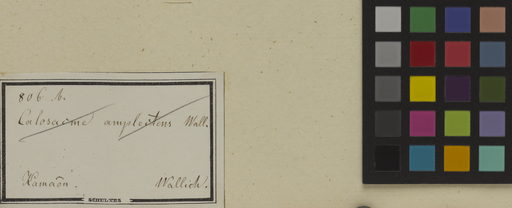 806 A.
Calosacme amplectens Wall.
Kamaon. Wallich.
SCHULTES